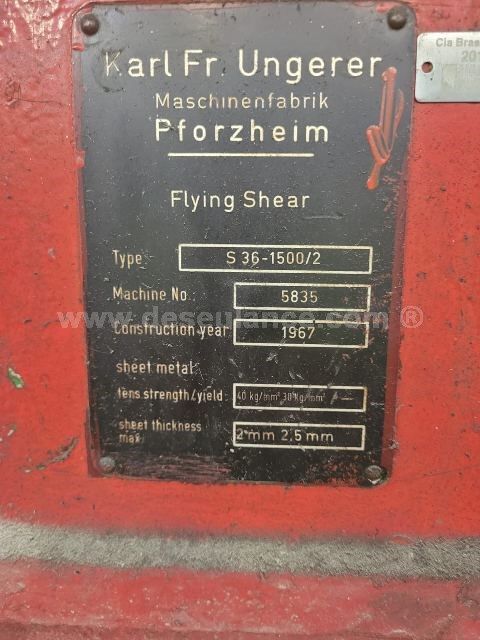 Karl Fr. Ungerer
Maschinenfabrik
Pforzheim
Flying Shear
Type S 36-1500/2
Machine No. 5835
Construction year 1967
sheet metal:
tens strength/yield: 40 kg/mm² 30 kg/mm²
sheet thickness
max. 2 mm 2,5 mm
Cia Bras
201
www.deseulance.com ®